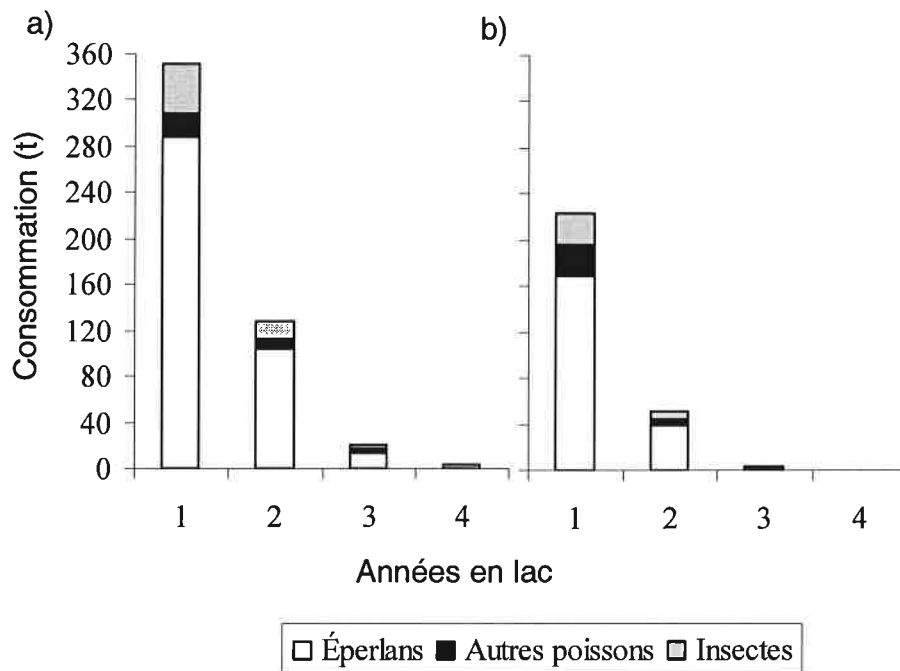 a)
b)
360
320
280
240
200
160
120
80
40
0
Consommation (t)
1 2 3 4
1 2 3 4
Années en lac
Éperlans Autres poissons Insectes